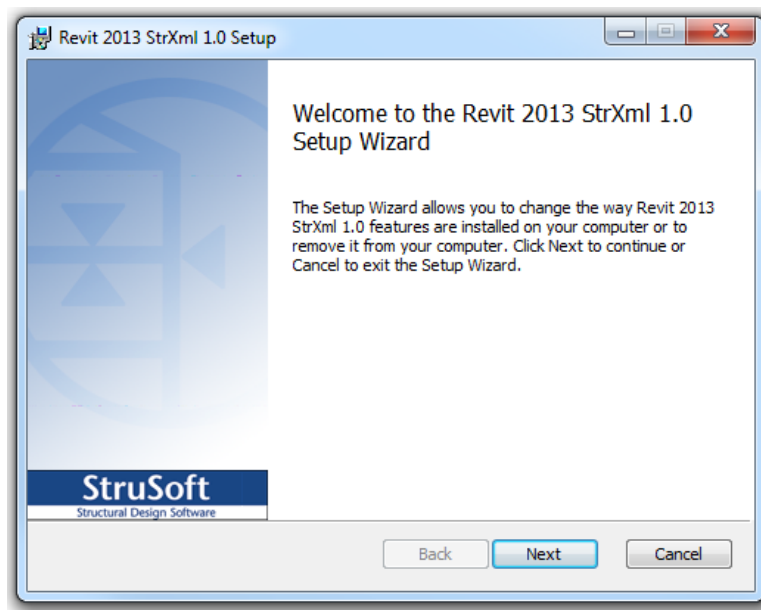 Revit 2013 StrXml 1.0 Setup
Welcome to the Revit 2013 StrXml 1.0
Setup Wizard
The Setup Wizard allows you to change the way Revit 2013
StrXml 1.0 features are installed on your computer or to
remove it from your computer. Click Next to continue or
Cancel to exit the Setup Wizard.
StruSoft
Structural Design Software
Back
Next
Cancel